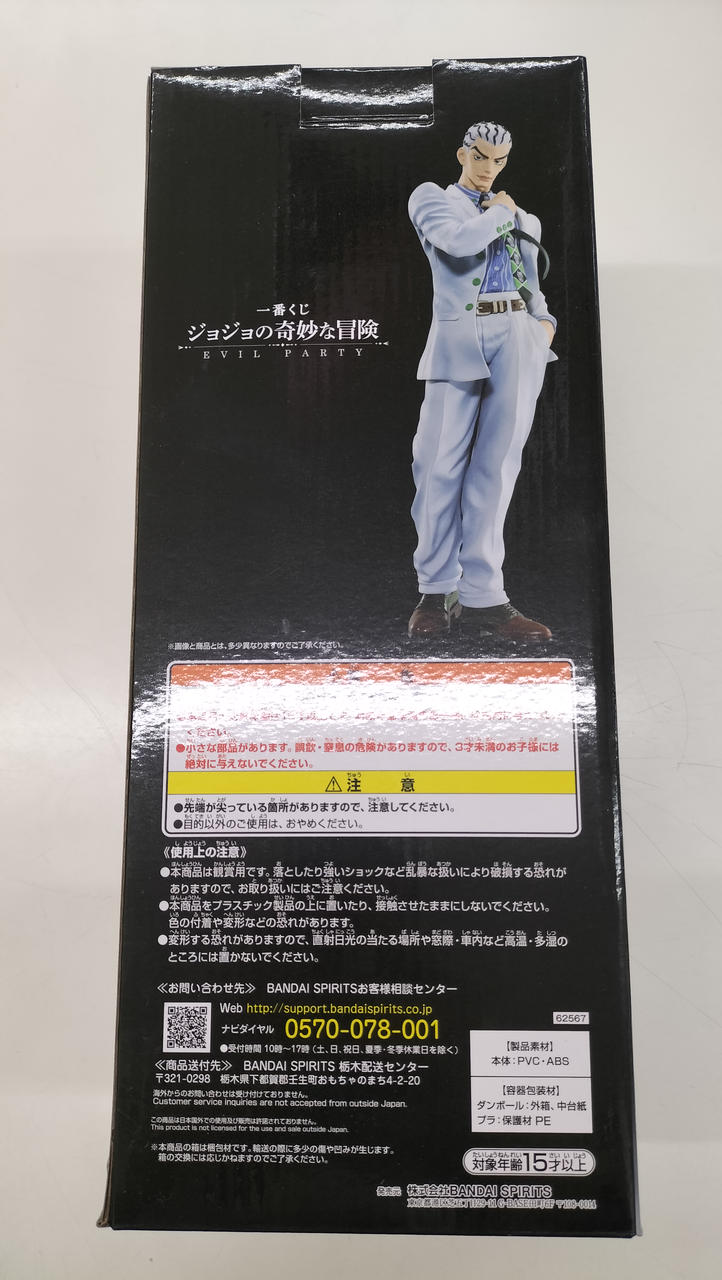 一番くじ
ジョジョの奇妙な冒険
EVIL PARTY
※画像と商品とは、多少異なりますのでご了承ください。
ください。
●小さな部品があります。誤飲・窒息の危険がありますので、3才未満のお子様には
絶対に与えないでください。
⚠注意
●先端が尖っている箇所がありますので、注意してください。
●目的以外のご使用は、おやめください。
《使用上の注意》
●本商品は観賞用です。落としたり強いショックなど乱暴な扱いにより破損する恐れが
ありますので、お取り扱いにはご注意ください。
●本商品をプラスチック製品の上に置いたり、接触させたままにしないでください。
色の付着や変形などの恐れがあります。
●変形する恐れがありますので、直射日光の当たる場所や窓際・車内など高温・多湿の
ところには置かないでください。
≪お問い合わせ先≫ BANDAI SPIRITSお客様相談センター
Web http://support.bandaispirits.co.jp
ナビダイヤル 0570-078-001
●受付時間 10時〜17時(土、日、祝日、夏季・冬季休業日を除く)
≪商品送付先≫ BANDAI SPIRITS 栃木配送センター
〒321-0298 栃木県下都賀郡壬生町おもちゃのまち4-2-20
海外からのお問い合わせは受け付けておりません。
Customer service inquiries are not accepted from outside Japan.
この商品は日本国外での使用及び販売は許諾されておりません。
This product is not licensed for the use and sale outside Japan.
※本商品の箱は梱包材です。輸送の際に多少の傷や凹みが生じます。
箱の交換には応じかねますのでご了承ください。
62567
【製品素材】
本体：PVC・ABS
【容器包装材】
ダンボール：外箱、中台紙
プラ：保護材 PE
対象年齢15才以上
発売元 株式会社BANDAI SPIRITS
東京都港区芝5丁目29-11 G-BASE田町6F 〒108-0014